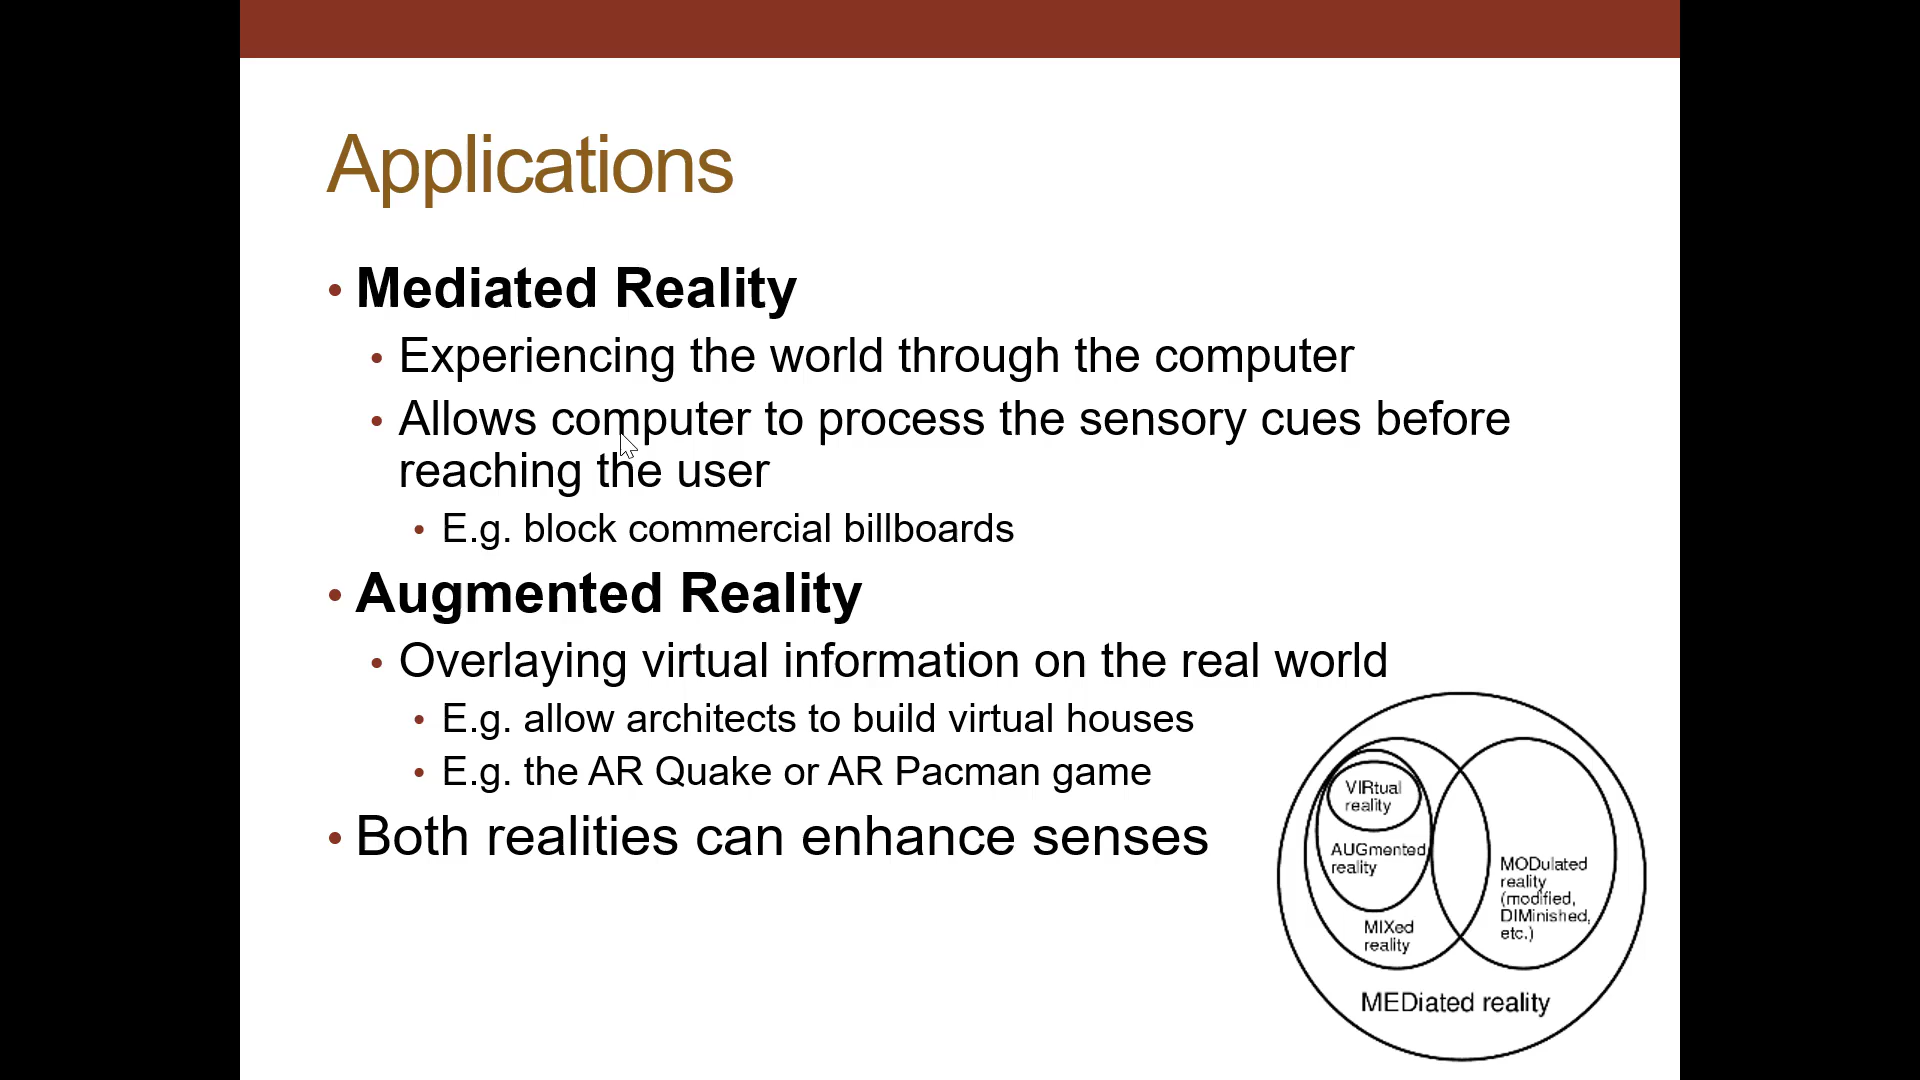 Applications
• Mediated Reality
• Experiencing the world through the computer
• Allows computer to process the sensory cues before
reaching the user
• E.g. block commercial billboards
• Augmented Reality
• Overlaying virtual information on the real world
• E.g. allow architects to build virtual houses
• E.g. the AR Quake or AR Pacman game
• Both realities can enhance senses
VIRtual
reality
AUGmented
reality
MIXed
reality
MODulated
reality
(modified,
DIMinished,
etc.)
MEDiated reality